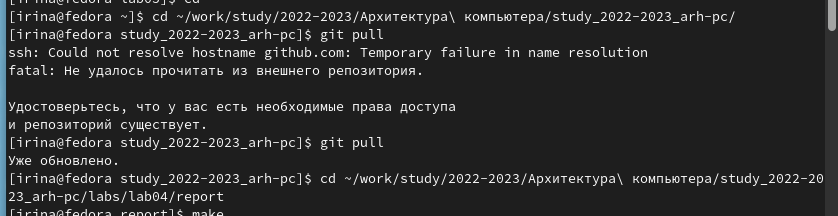 [irina@fedora ~]$ cd ~/work/study/2022-2023/Архитектура\ компьютера/study_2022-2023_arh-pc/
[irina@fedora study_2022-2023_arh-pc]$ git pull
ssh: Could not resolve hostname github.com: Temporary failure in name resolution
fatal: Не удалось прочитать из внешнего репозитория.
Удостоверьтесь, что у вас есть необходимые права доступа
и репозиторий существует.
[irina@fedora study_2022-2023_arh-pc]$ git pull
Уже обновлено.
[irina@fedora study_2022-2023_arh-pc]$ cd ~/work/study/2022-2023/Архитектура\ компьютера/study_2022-20
23_arh-pc/labs/lab04/report
[irina@fedora report]$ make